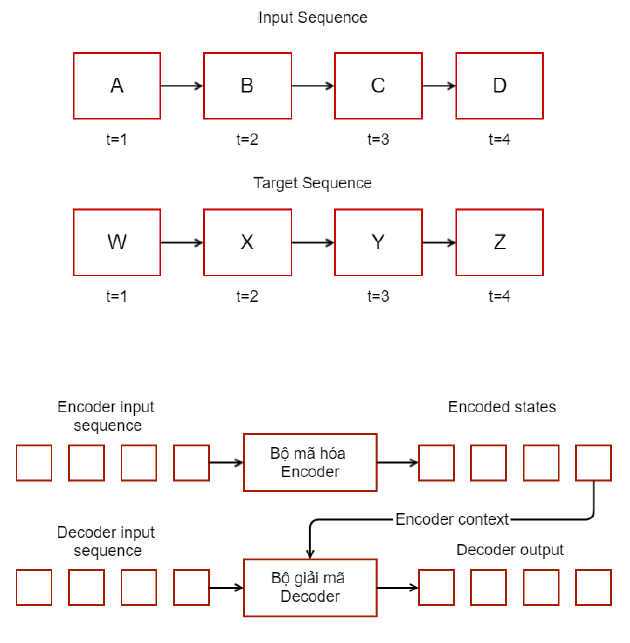 Input Sequence
A
B
C
D
t=1
t=2
t=3
t=4
Target Sequence
W
X
Y
Z
t=1
t=2
t=3
t=4
Encoder input
sequence
Bộ mã hóa
Encoder
Encoded states
Encoder context
Decoder input
sequence
Bộ giải mã
Decoder
Decoder output